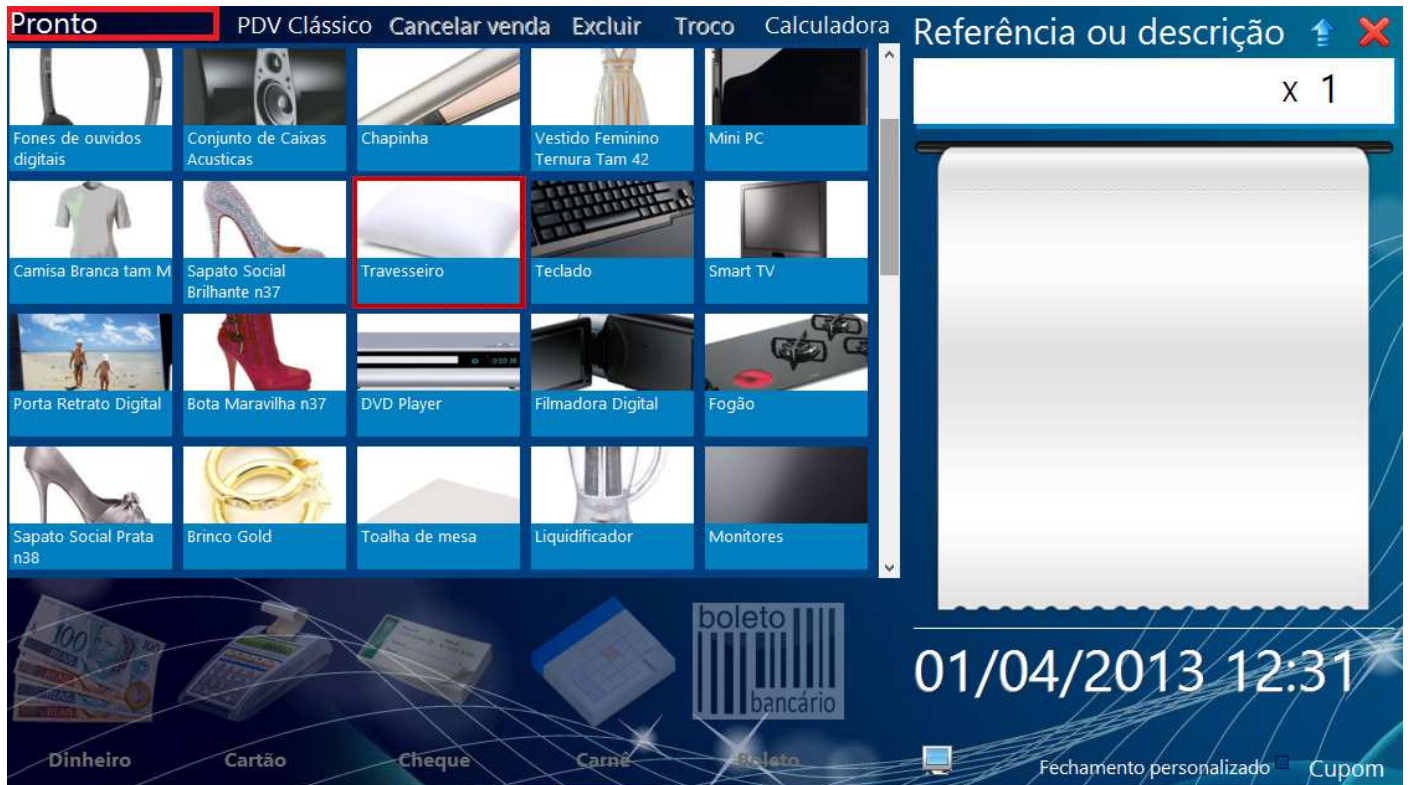 Pronto
PDV Clássico
Cancelar venda
Excluir
Troco
Calculadora
Referência ou descrição
x 1
Fones de ouvidos
digitais
Conjunto de Caixas
Acusticas
Chapinha
Vestido Feminino
Ternura Tam 42
Mini PC
Camisa Branca tam M
Sapato Social
Brilhante n37
Travesseiro
Teclado
Smart TV
Porta Retrato Digital
Bota Maravilha n37
DVD Player
Filmadora Digital
Fogão
Sapato Social Prata
n38
Brinco Gold
Toalha de mesa
Liquidificador
Monitores
100
100
boleto
bancário
Dinheiro
Cartão
Cheque
Carnê
Boleto
01/04/2013 12:31
Fechamento personalizado
Cupom